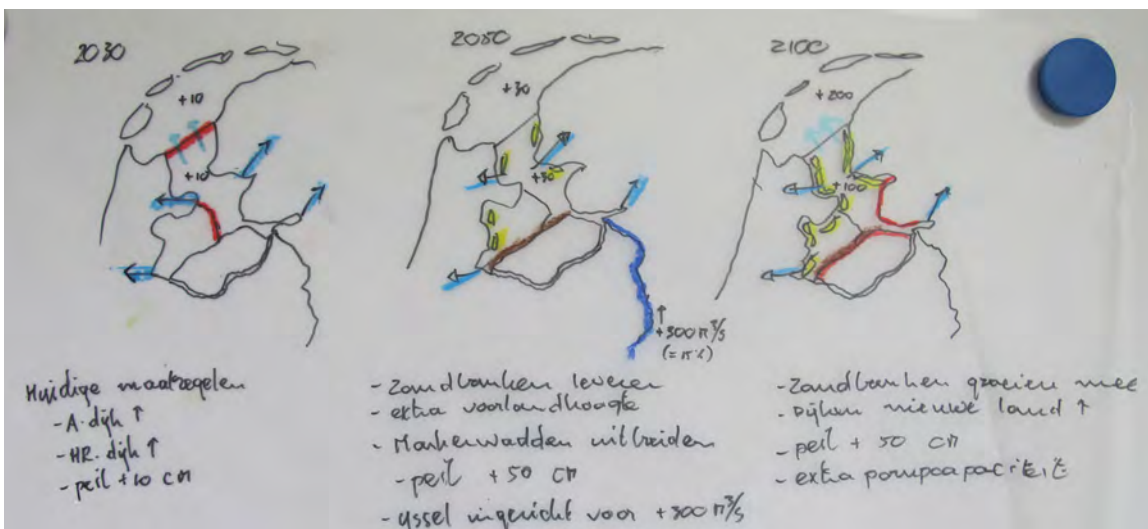 2030
+10
+10
Huidige maatregelen
- A.dijk ↑
- HR.dijk ↑
- peil +10 cm
2050
+30
+30
↑
+300 m³/s
- Zandbanken leveren
- extra voorlandhoogte
- Markerwadden uitbreiden
- peil +50 cm
- yssel ingericht voor +300 m³/s
2100
+200
+100
- Zandbanken groeien mee
- Dijken nieuwe land ↑
- peil + 50 cm
- extra pompcapaciteit